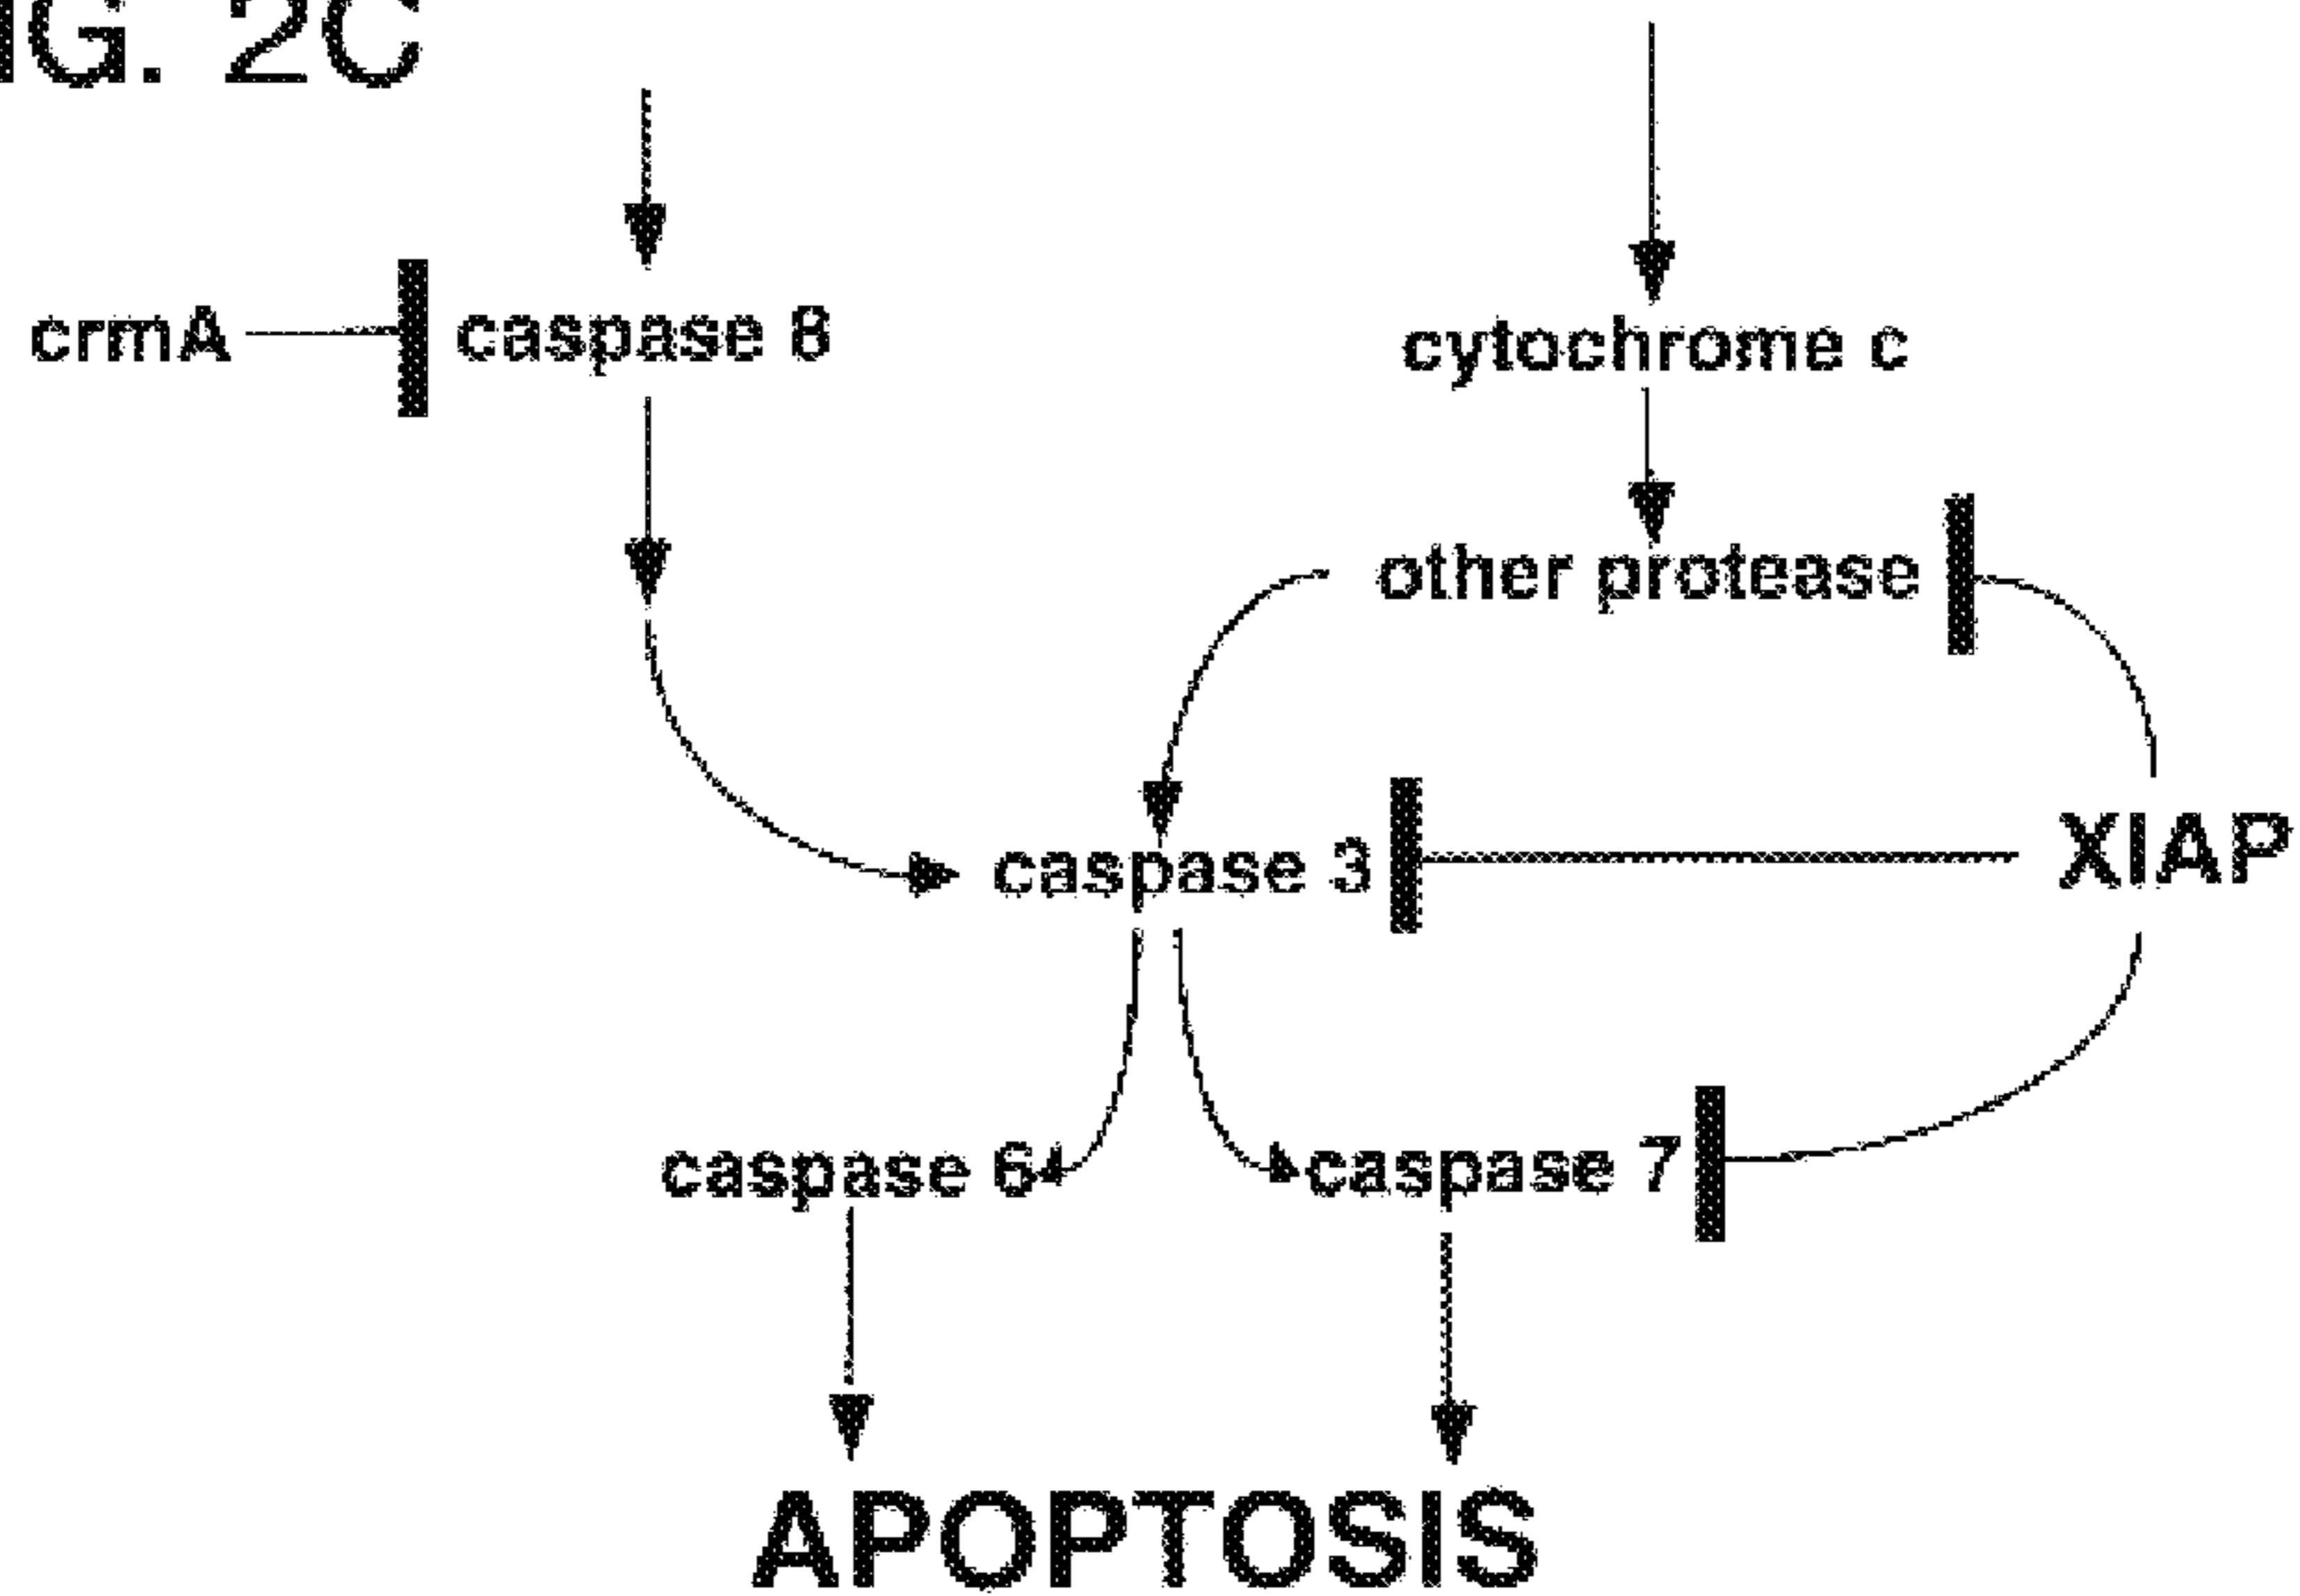 IG. 2C
crmA caspase 8
cytochrome c
other protease
caspase 3
XIAP
caspase 6 caspase 7
APOPTOSIS